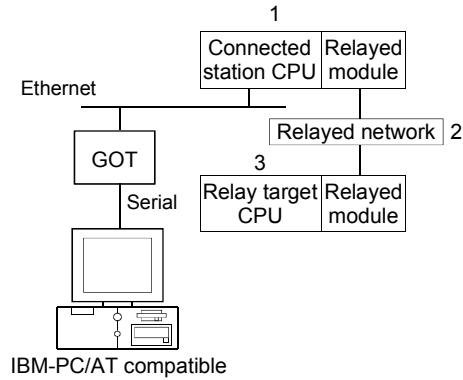 1
Connected
station CPU
Relayed
module
Ethernet
Relayed network
2
GOT
3
Relay target
CPU
Relayed
module
Serial
IBM-PC/AT compatible